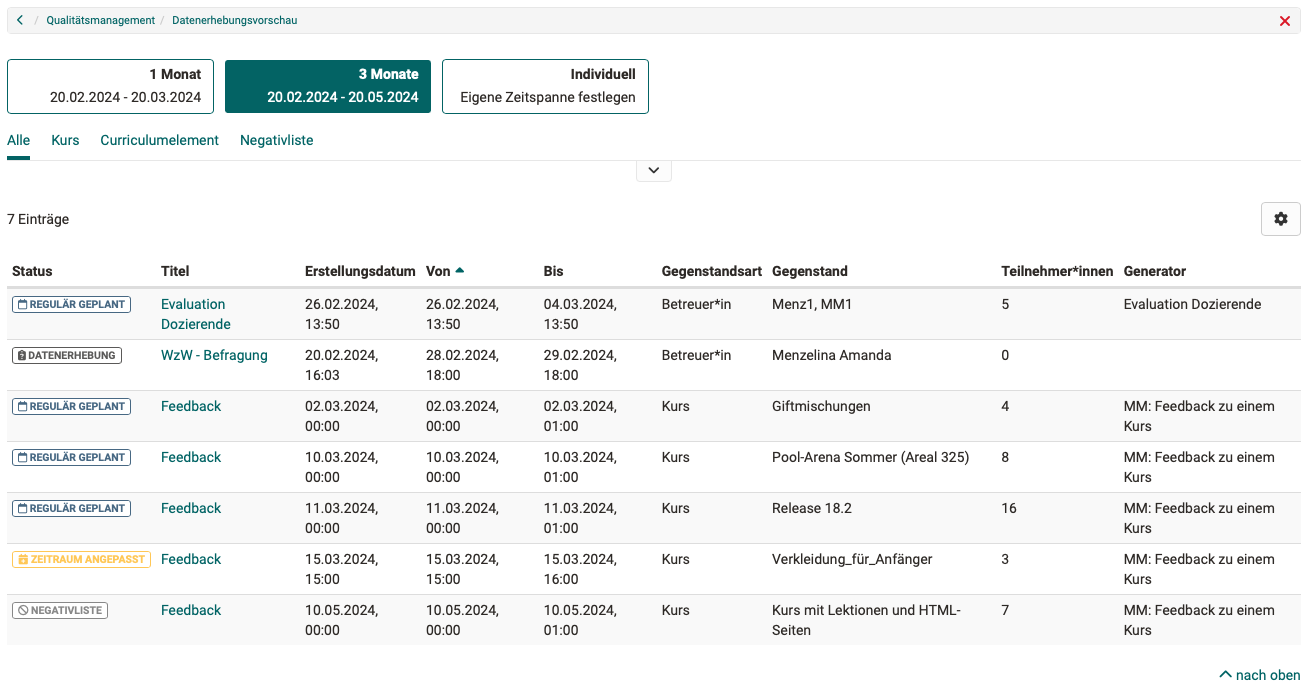 / Qualitätsmanagement / Datenerhebungsvorschau
1 Monat
20.02.2024 - 20.03.2024
3 Monate
20.02.2024 - 20.05.2024
Individuell
Eigene Zeitspanne festlegen
Alle Kurs Curriculumelement Negativliste
7 Einträge
Status Titel Erstellungsdatum Von Bis Gegenstandsart Gegenstand Teilnehmer*innen Generator
REGULÄR GEPLANT Evaluation 26.02.2024, 26.02.2024, 04.03.2024, Betreuer*in Menz1, MM1 5 Evaluation Dozierende
Dozierende 13:50 13:50 13:50
DATENERHEBUNG WzW - Befragung 20.02.2024, 28.02.2024, 29.02.2024, Betreuer*in Menzelina Amanda 0
16:03 18:00 18:00
REGULÄR GEPLANT Feedback 02.03.2024, 02.03.2024, 02.03.2024, Kurs Giftmischungen 4 MM: Feedback zu einem
00:00 00:00 01:00 Kurs
REGULÄR GEPLANT Feedback 10.03.2024, 10.03.2024, 10.03.2024, Kurs Pool-Arena Sommer (Areal 325) 8 MM: Feedback zu einem
00:00 00:00 01:00 Kurs
REGULÄR GEPLANT Feedback 11.03.2024, 11.03.2024, 11.03.2024, Kurs Release 18.2 16 MM: Feedback zu einem
00:00 00:00 01:00 Kurs
ZEITRAUM ANGEPASST Feedback 15.03.2024, 15.03.2024, 15.03.2024, Kurs Verkleidung_für_Anfänger 3 MM: Feedback zu einem
15:00 15:00 16:00 Kurs
NEGATIVLISTE Feedback 10.05.2024, 10.05.2024, 10.05.2024, Kurs Kurs mit Lektionen und HTML- 7 MM: Feedback zu einem
00:00 00:00 01:00 Seiten Kurs
nach oben